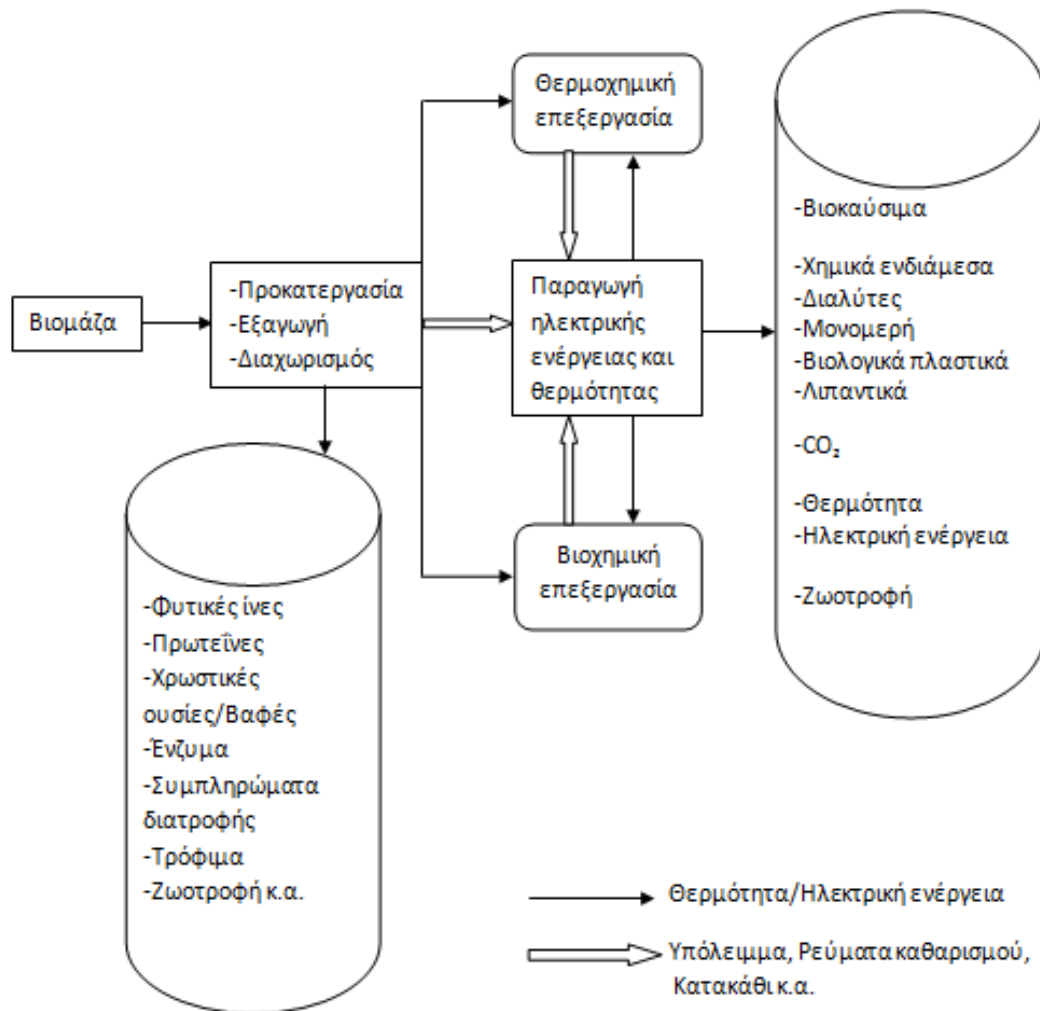 Θερμοχημική
επεξεργασία
Βιομάζα
-Προκατεργασία
-Εξαγωγή
-Διαχωρισμός
Παραγωγή
ηλεκτρικής
ενέργειας και
θερμότητας
Βιοχημική
επεξεργασία
-Βιοκαύσιμα
-Χημικά ενδιάμεσα
-Διαλύτες
-Μονομερή
-Βιολογικά πλαστικά
-Λιπαντικά
-CO₂
-Θερμότητα
-Ηλεκτρική ενέργεια
-Ζωοτροφή
-Φυτικές ίνες
-Πρωτεΐνες
-Χρωστικές
ουσίες/Βαφές
-Ένζυμα
-Συμπληρώματα
διατροφής
-Τρόφιμα
-Ζωοτροφή κ.α.
Θερμότητα/Ηλεκτρική ενέργεια
Υπόλειμμα, Ρεύματα καθαρισμού,
Κατακάθι κ.α.